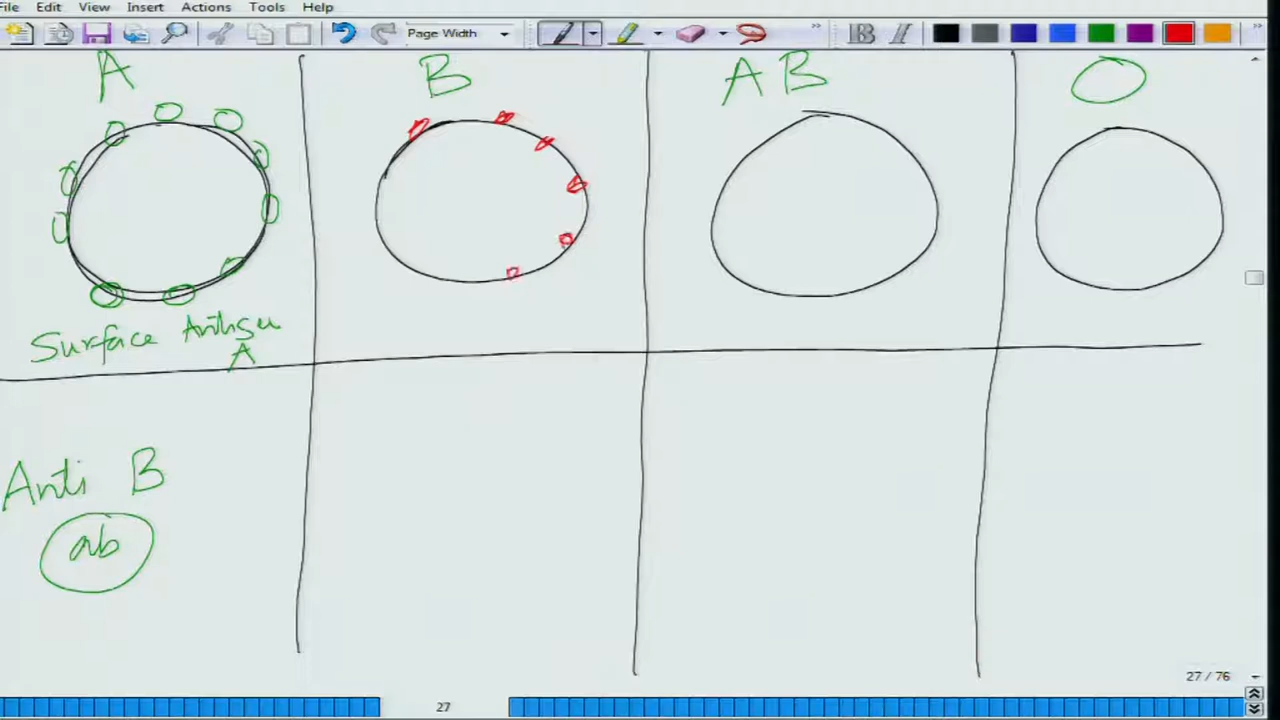 File Edit View Insert Actions Tools Help
Page Width
B I
A B AB O
Surface Antigen
A
Anti B
ab
27 / 76
27